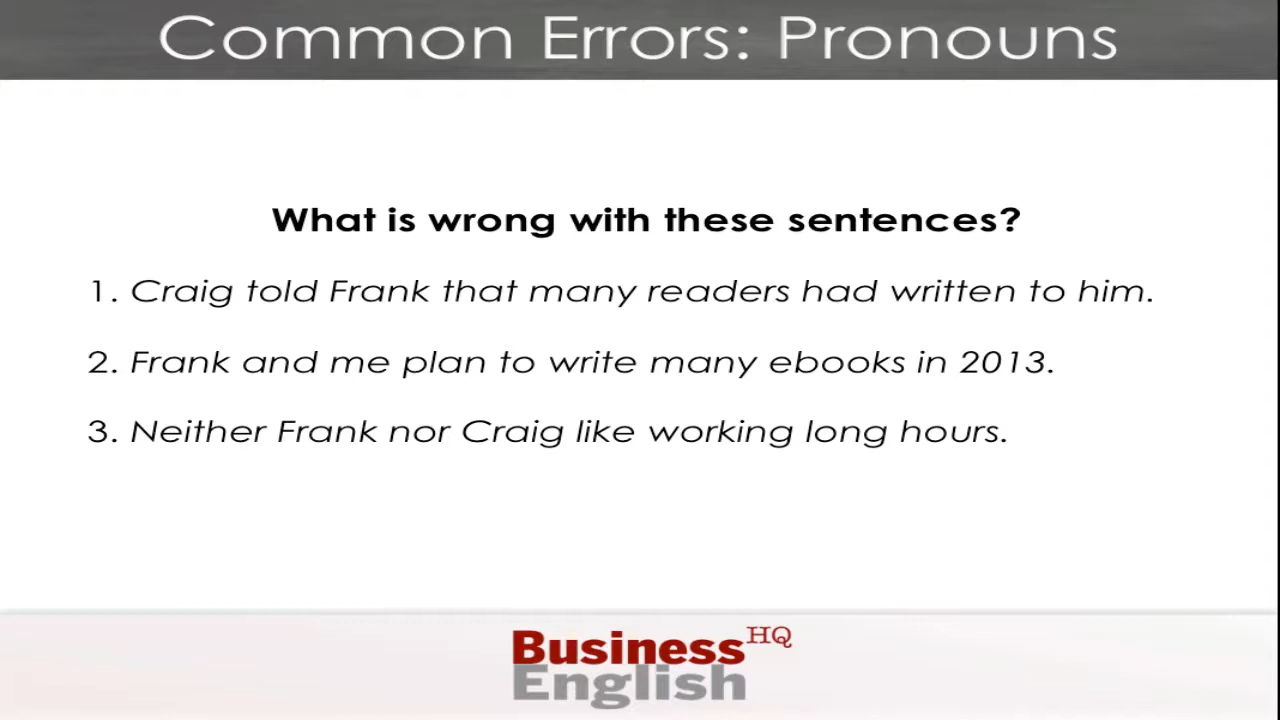 Common Errors: Pronouns
What is wrong with these sentences?
1. Craig told Frank that many readers had written to him.
2. Frank and me plan to write many ebooks in 2013.
3. Neither Frank nor Craig like working long hours.
Business HQ
English